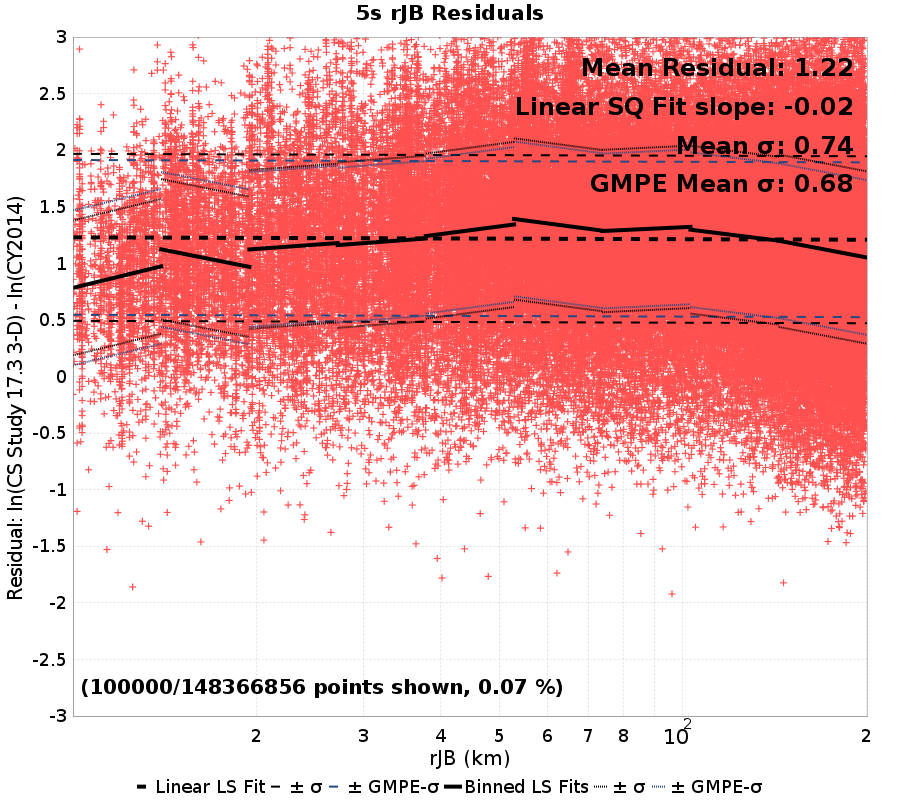 5s rJB Residuals
Residual: ln(CS Study 17.3 3-D) - ln(CY2014)
3
2.5
2
1.5
1
0.5
0
-0.5
-1
-1.5
-2
-2.5
-3
Mean Residual: 1.22
Linear SQ Fit slope: -0.02
Mean σ: 0.74
GMPE Mean σ: 0.68
(100000/148366856 points shown, 0.07 %)
2 3 4 5 6 7 8 10² 2
rJB (km)
Linear LS Fit ± σ ± GMPE-σ Binned LS Fits ± σ ± GMPE-σ